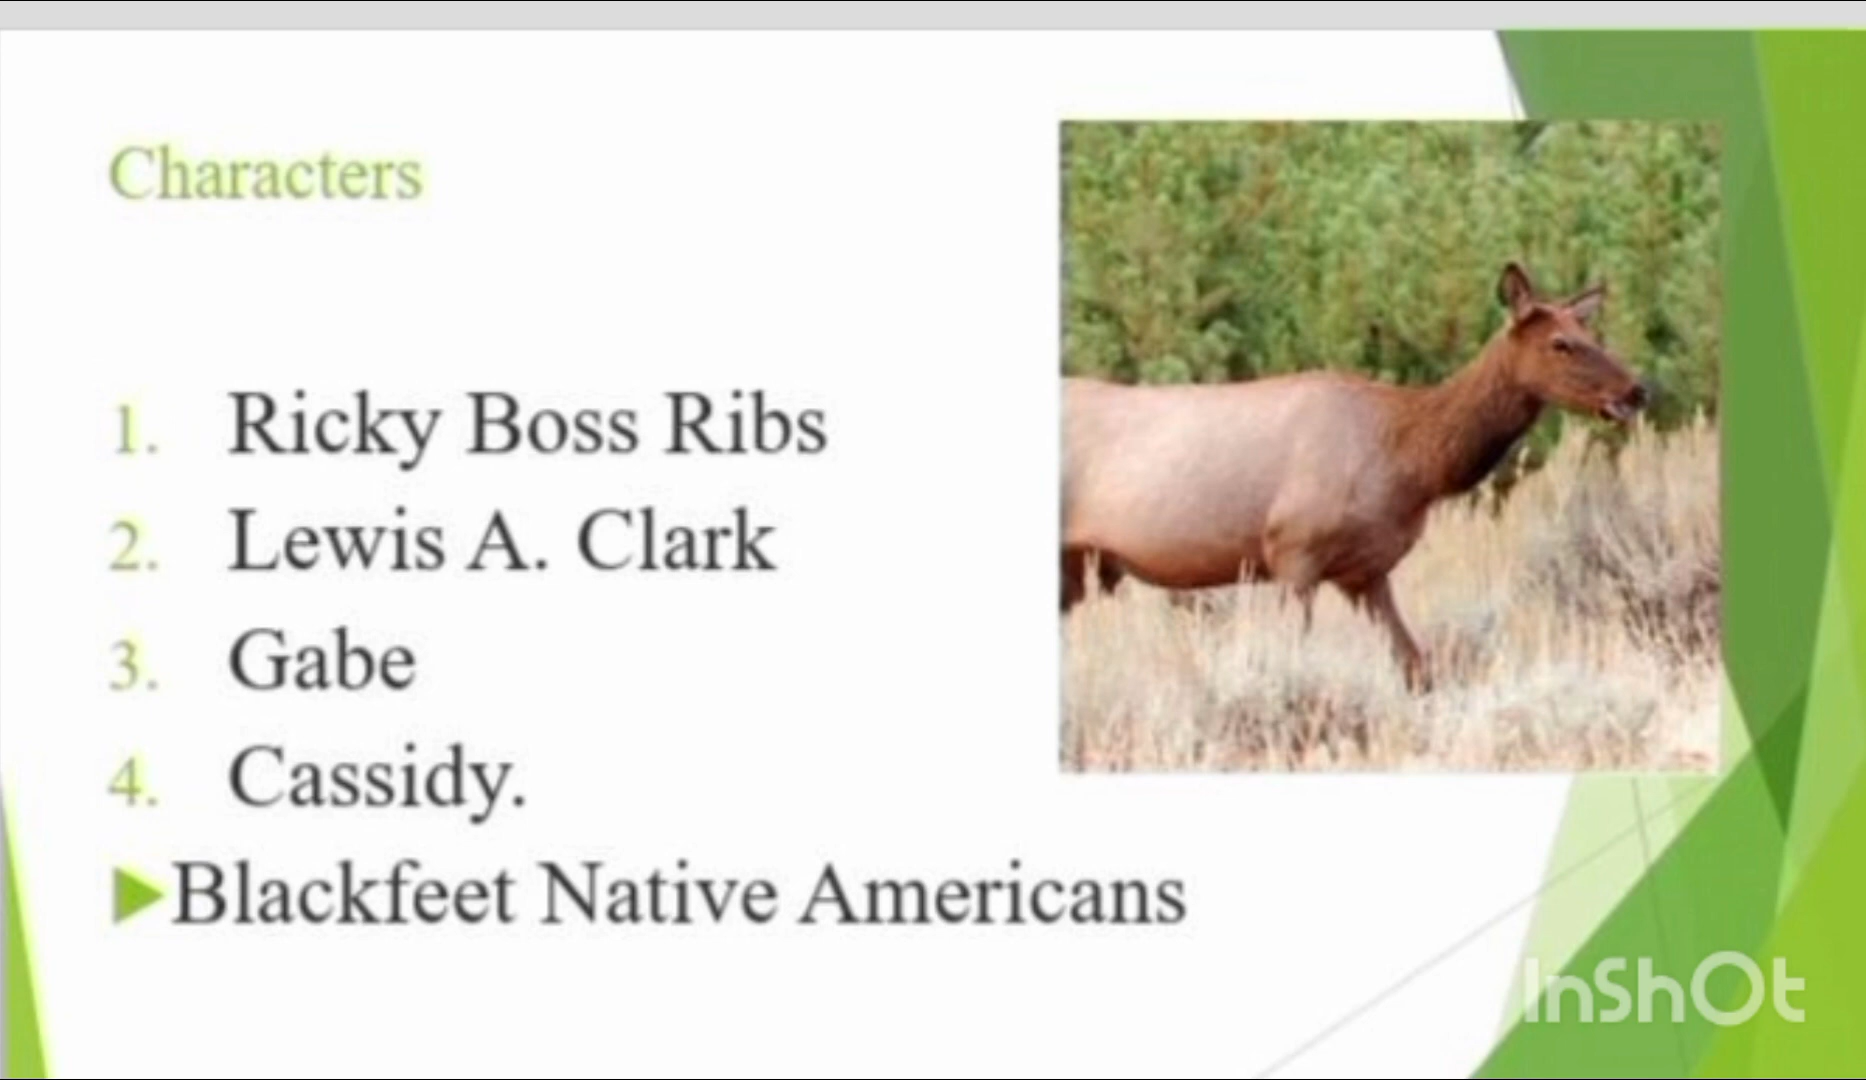 Characters
1. Ricky Boss Ribs
2. Lewis A. Clark
3. Gabe
4. Cassidy.
Blackfeet Native Americans
InShOt